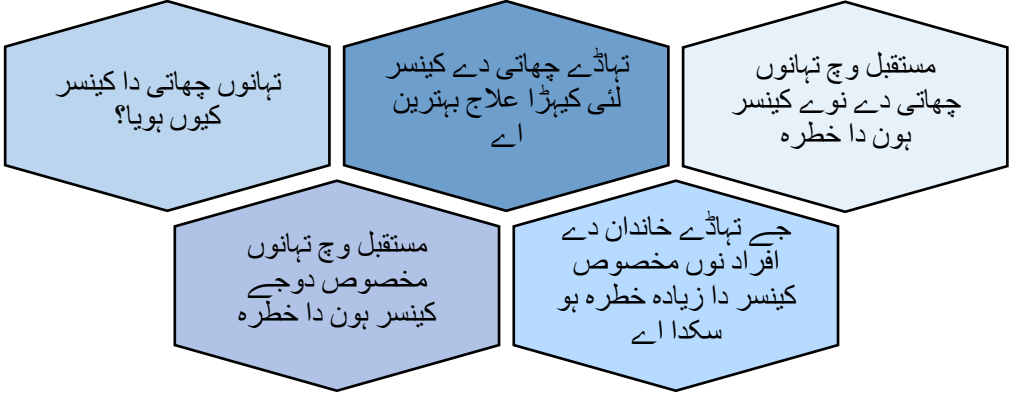 تہانوں چھاتی دا کینسر
کیوں ہویا؟
تہاڈے چھاتی دے کینسر
لئی کیہڑا علاج بہترین
اے
مستقبل وچ تہانوں
چھاتی دے نوے کینسر
ہون دا خطرہ
مستقبل وچ تہانوں
مخصوص دوجے
کینسر ہون دا خطرہ
جے تہاڈے خاندان دے
افراد نوں مخصوص
کینسر دا زیادہ خطرہ ہو
سکدا اے